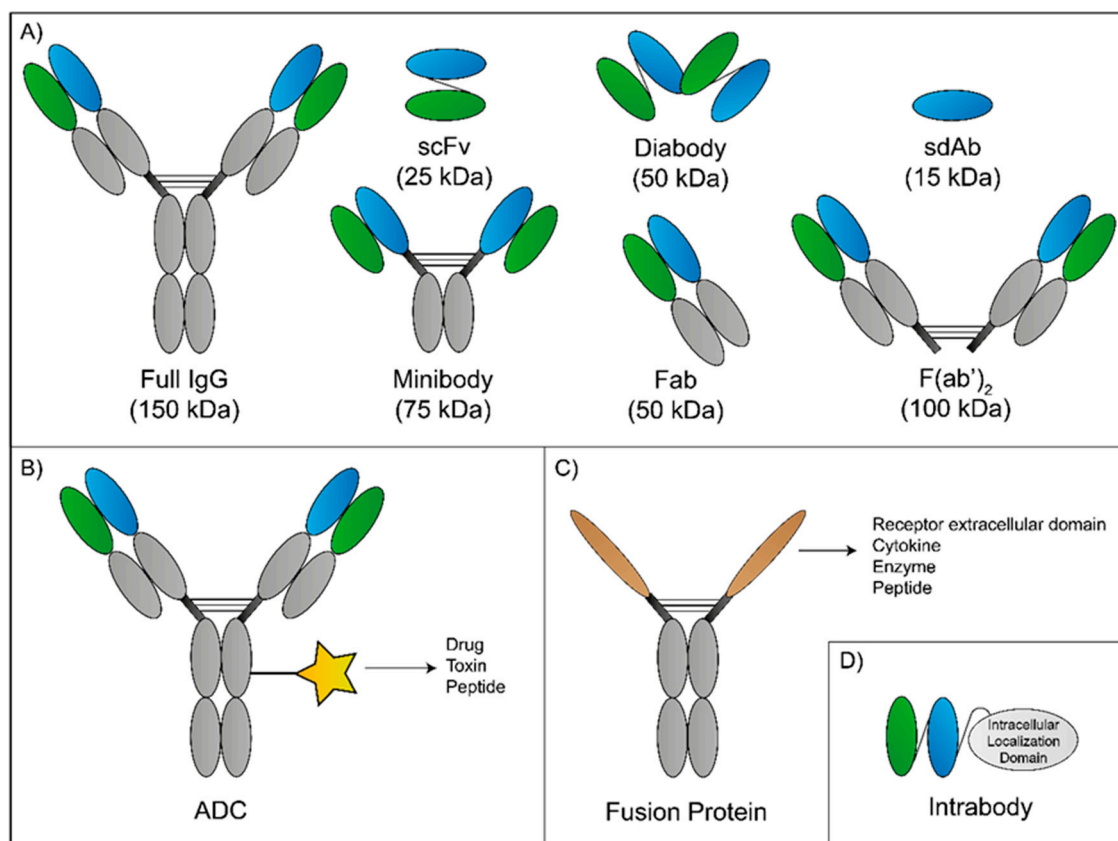 A)
scFv
(25 kDa)
Diabody
(50 kDa)
sdAb
(15 kDa)
Full IgG
(150 kDa)
Minibody
(75 kDa)
Fab
(50 kDa)
F(ab’)2
(100 kDa)
B)
Drug
Toxin
Peptide
ADC
C)
Receptor extracellular domain
Cytokine
Enzyme
Peptide
Fusion Protein
D)
Intracellular
Localization
Domain
Intrabody